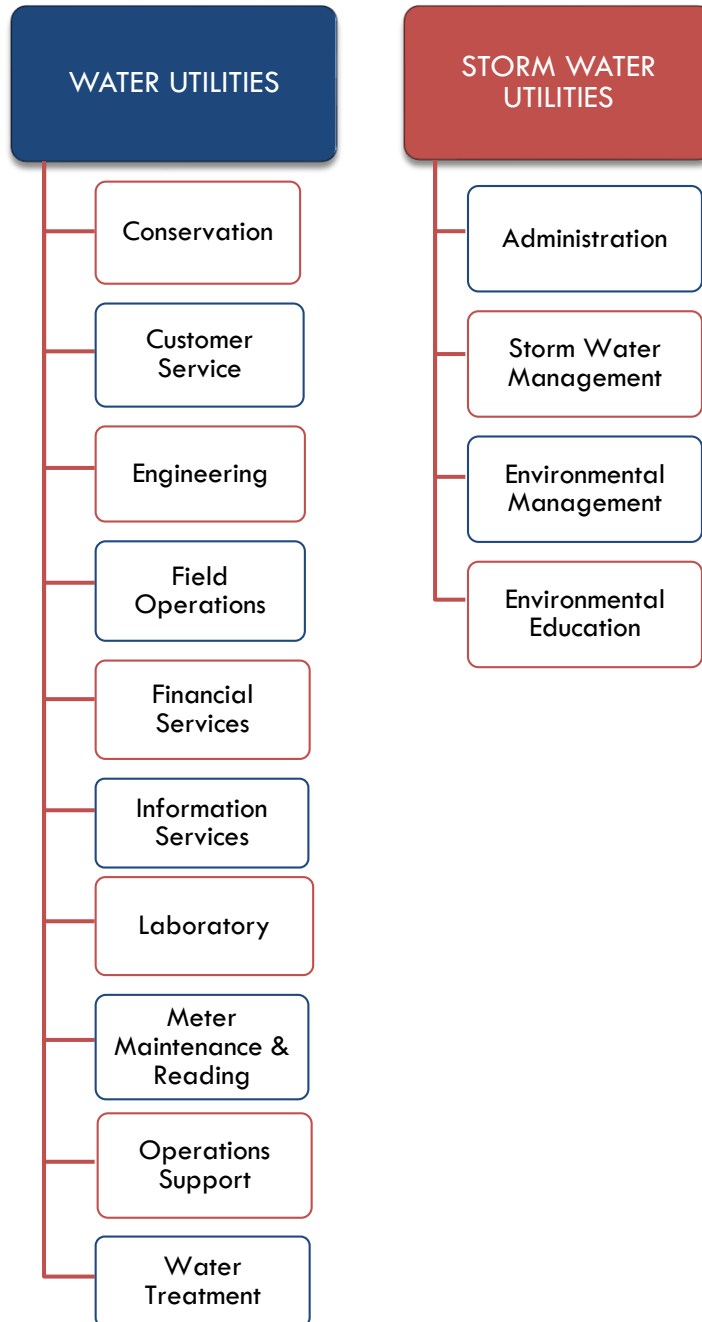 WATER UTILITIES
Conservation
Customer
Service
Engineering
Field
Operations
Financial
Services
Information
Services
Laboratory
Meter
Maintenance &
Reading
Operations
Support
Water
Treatment
STORM WATER
UTILITIES
Administration
Storm Water
Management
Environmental
Management
Environmental
Education